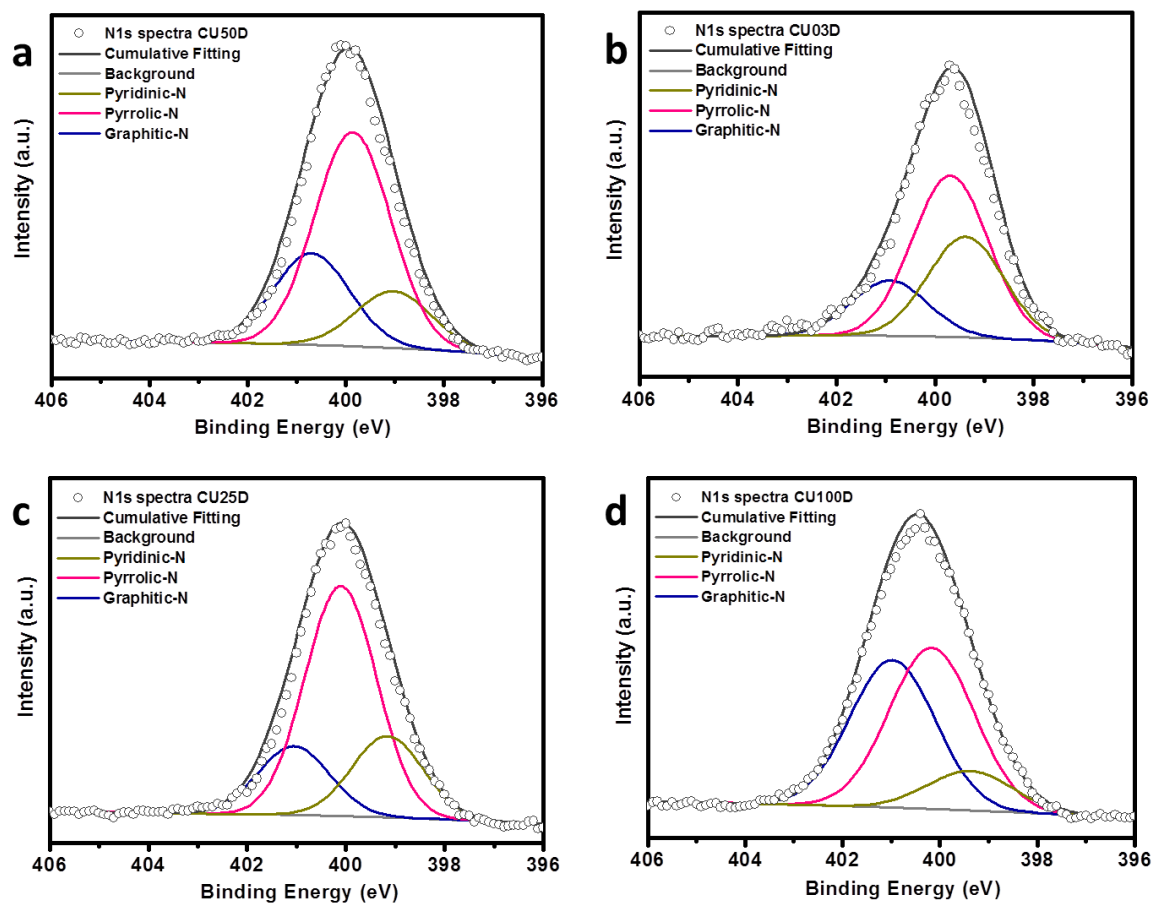 a
N1s spectra CU50D
Cumulative Fitting
Background
Pyridinic-N
Pyrrolic-N
Graphitic-N
Intensity (a.u.)
406 404 402 400 398 396
Binding Energy (eV)
b
N1s spectra CU03D
Cumulative Fitting
Background
Pyridinic-N
Pyrrolic-N
Graphitic-N
Intensity (a.u.)
406 404 402 400 398 396
Binding Energy (eV)
c
N1s spectra CU25D
Cumulative Fitting
Background
Pyridinic-N
Pyrrolic-N
Graphitic-N
Intensity (a.u.)
406 404 402 400 398 396
Binding Energy (eV)
d
N1s spectra CU100D
Cumulative Fitting
Background
Pyridinic-N
Pyrrolic-N
Graphitic-N
Intensity (a.u.)
406 404 402 400 398 396
Binding Energy (eV)